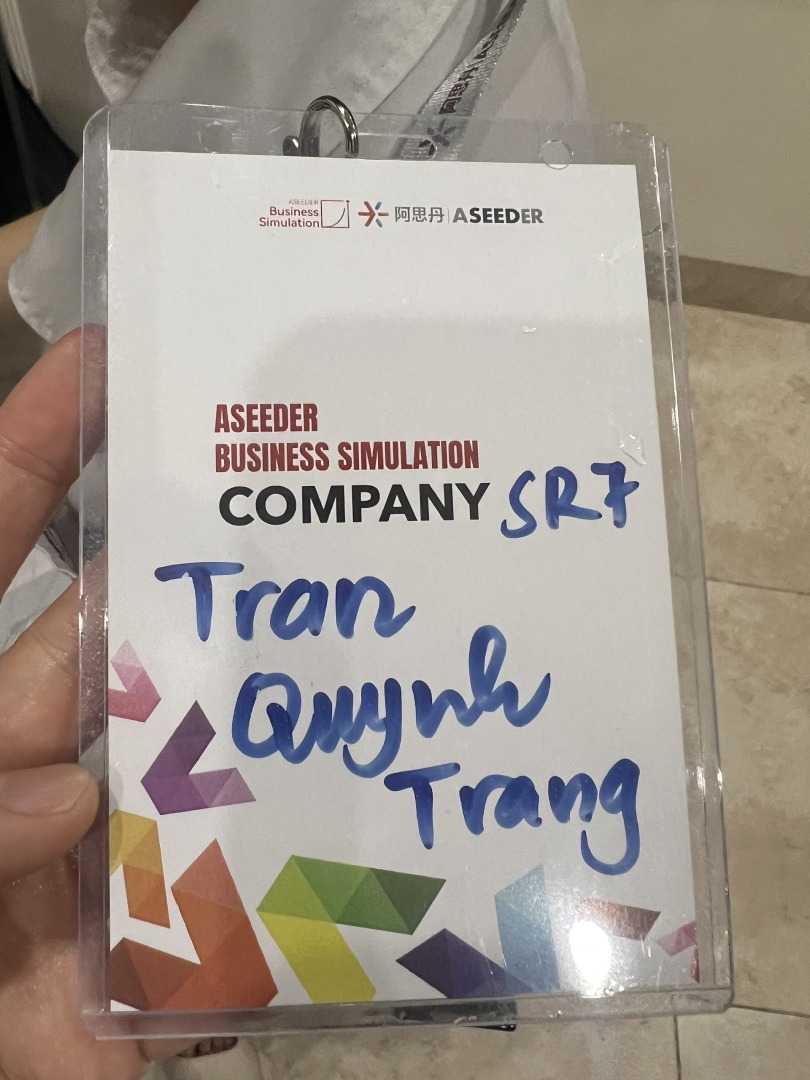 ASEEDER
Business
Simulation
阿思丹 | ASEEDER
ASEEDER
BUSINESS SIMULATION
COMPANY SR7
Tran
Quynh
Trang